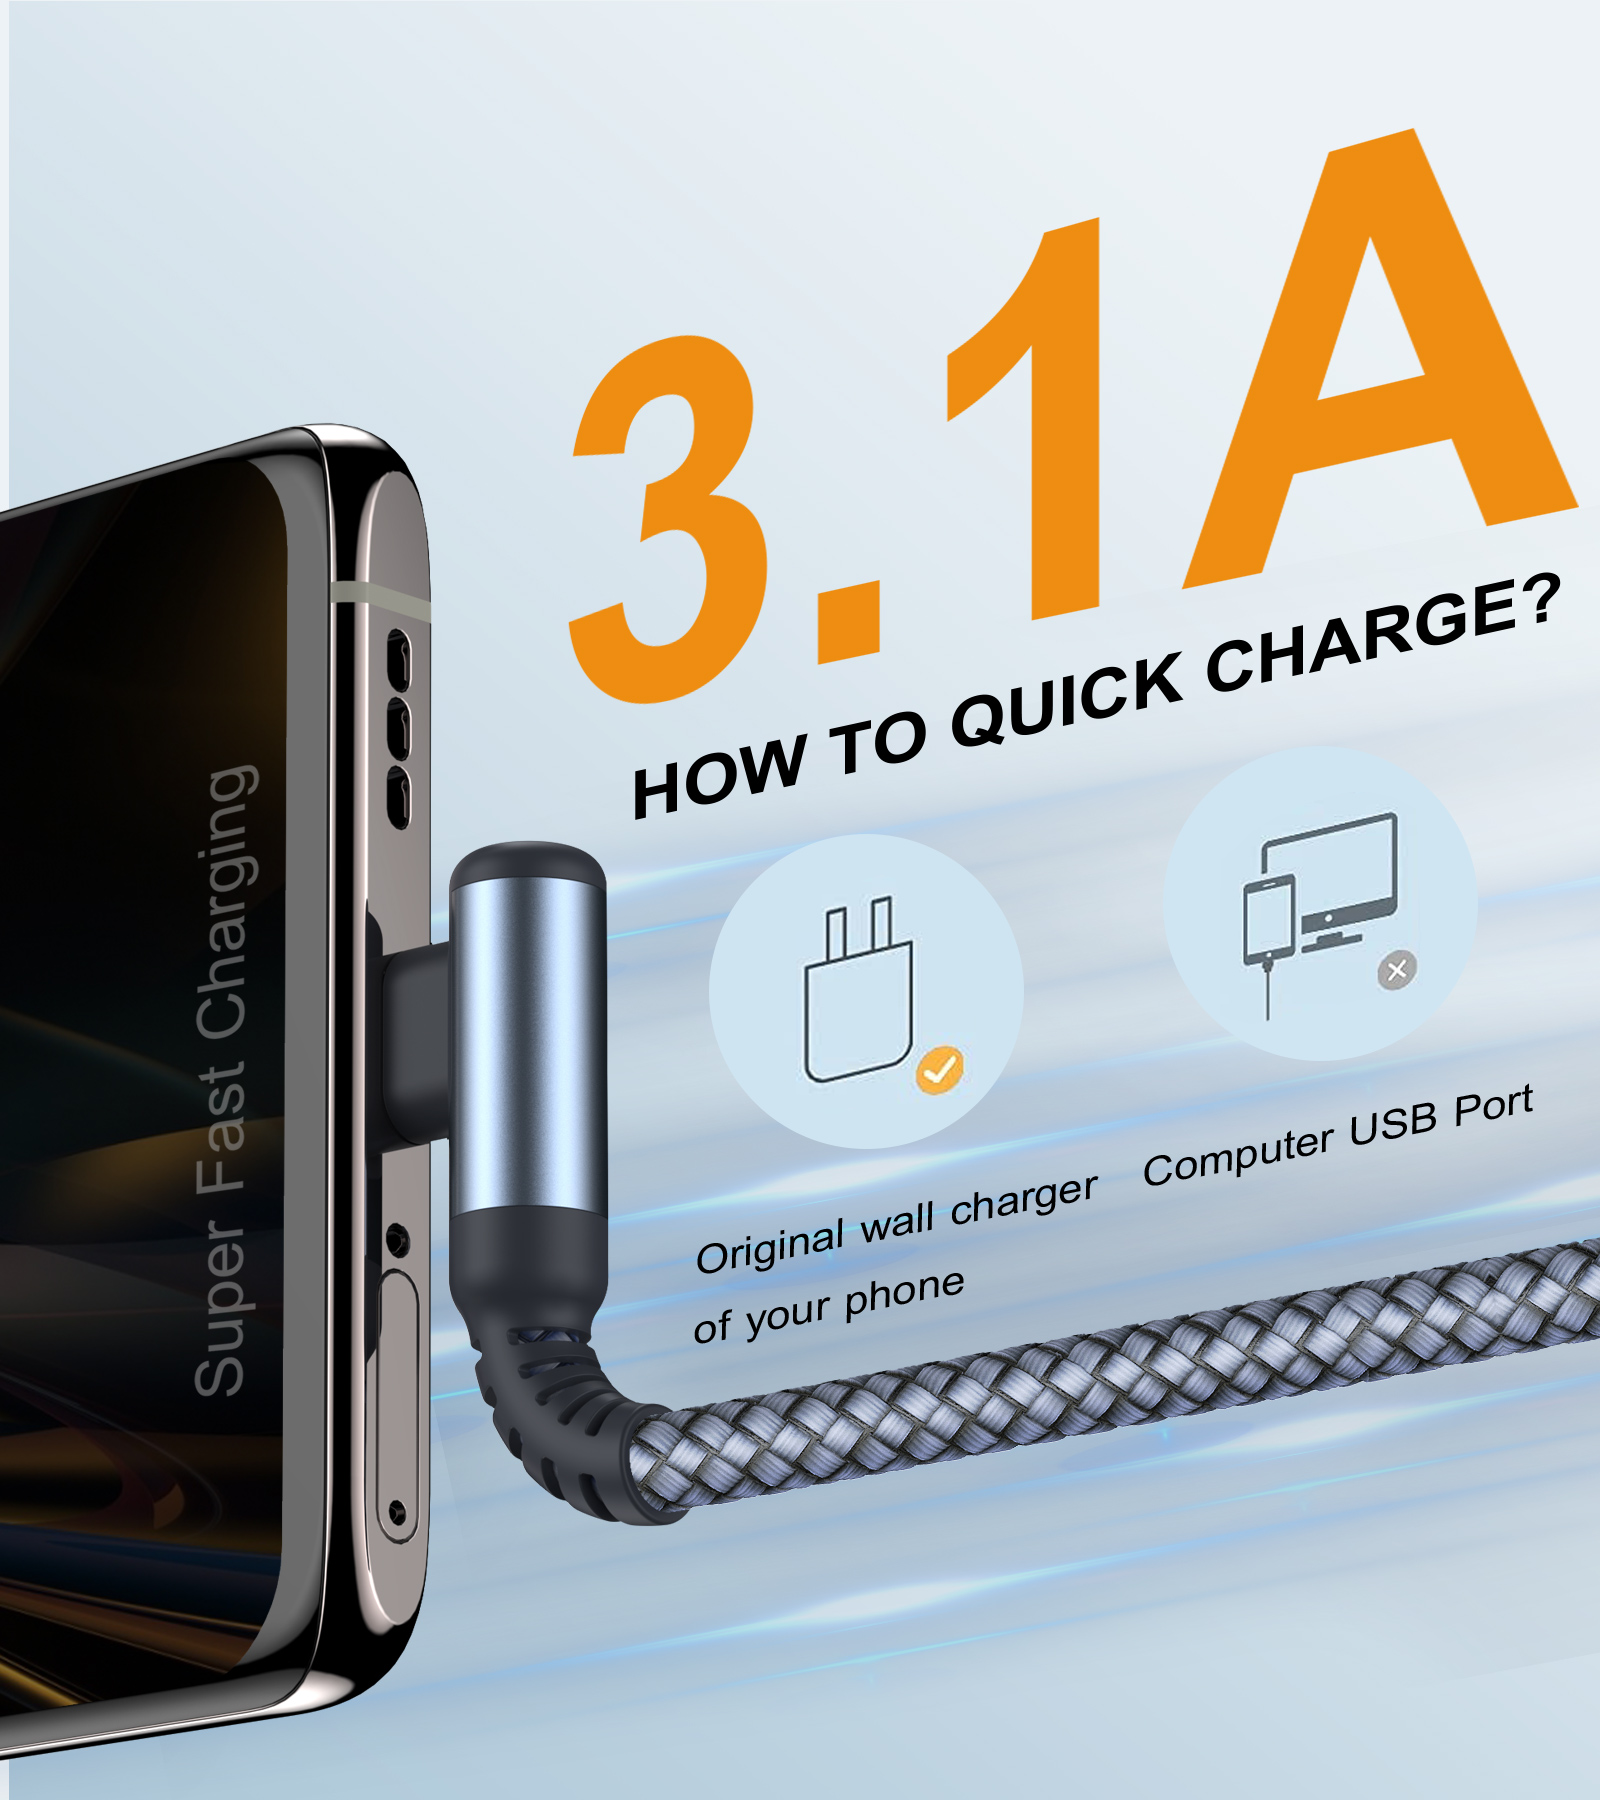 3.1A
HOW TO QUICK CHARGE?
Super Fast Charging
Original wall charger
of your phone
Computer USB Port